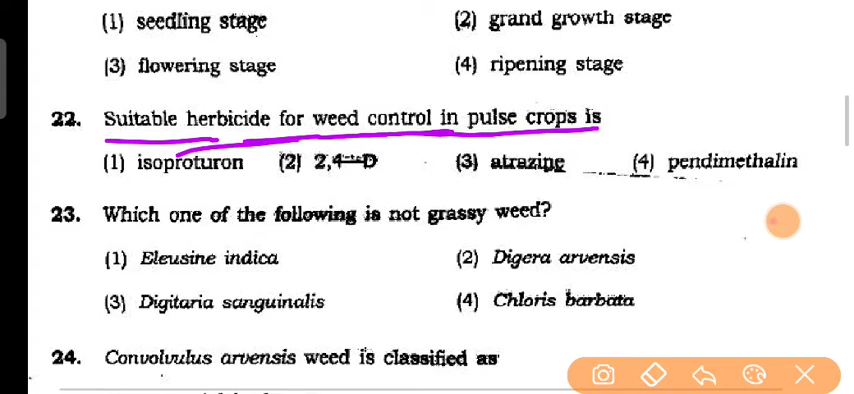 (1) seedling stage (2) grand growth stage
(3) flowering stage (4) ripening stage
22. Suitable herbicide for weed control in pulse crops is
(1) isoproturon (2) 2,4-D (3) atrazine (4) pendimethalin
23. Which one of the following is not grassy weed?
(1) Eleusine indica (2) Digera arvensis
(3) Digitaria sanguinalis (4) Chloris barbata
24. Convolvulus arvensis weed is classified as